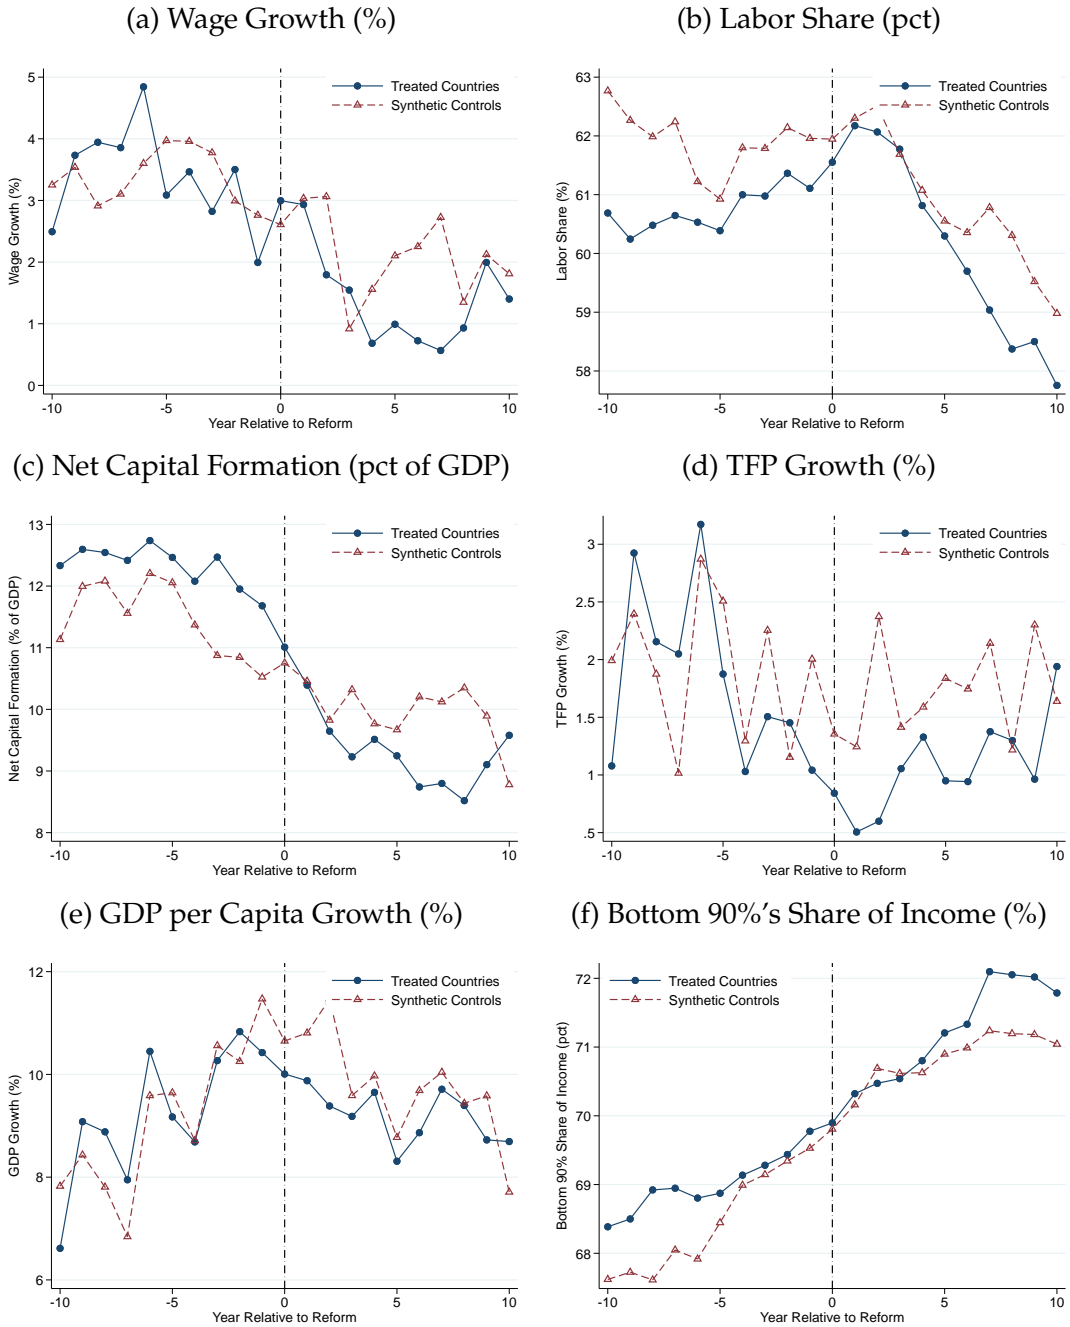 (a) Wage Growth (%)
5
4
3
2
1
0
Wage Growth (%)
-10 -5 0 5 10
Year Relative to Reform
Treated Countries
Synthetic Controls
(b) Labor Share (pct)
63
62
61
60
59
58
Labor Share (%)
-10 -5 0 5 10
Year Relative to Reform
Treated Countries
Synthetic Controls
(c) Net Capital Formation (pct of GDP)
13
12
11
10
9
8
Net Capital Formation (% of GDP)
-10 -5 0 5 10
Year Relative to Reform
Treated Countries
Synthetic Controls
(d) TFP Growth (%)
3
2.5
2
1.5
1
.5
TFP Growth (%)
-10 -5 0 5 10
Year Relative to Reform
Treated Countries
Synthetic Controls
(e) GDP per Capita Growth (%)
12
10
8
6
GDP Growth (%)
-10 -5 0 5 10
Year Relative to Reform
Treated Countries
Synthetic Controls
(f) Bottom 90%'s Share of Income (%)
72
71
70
69
68
Bottom 90% Share of Income (pct)
-10 -5 0 5 10
Year Relative to Reform
Treated Countries
Synthetic Controls